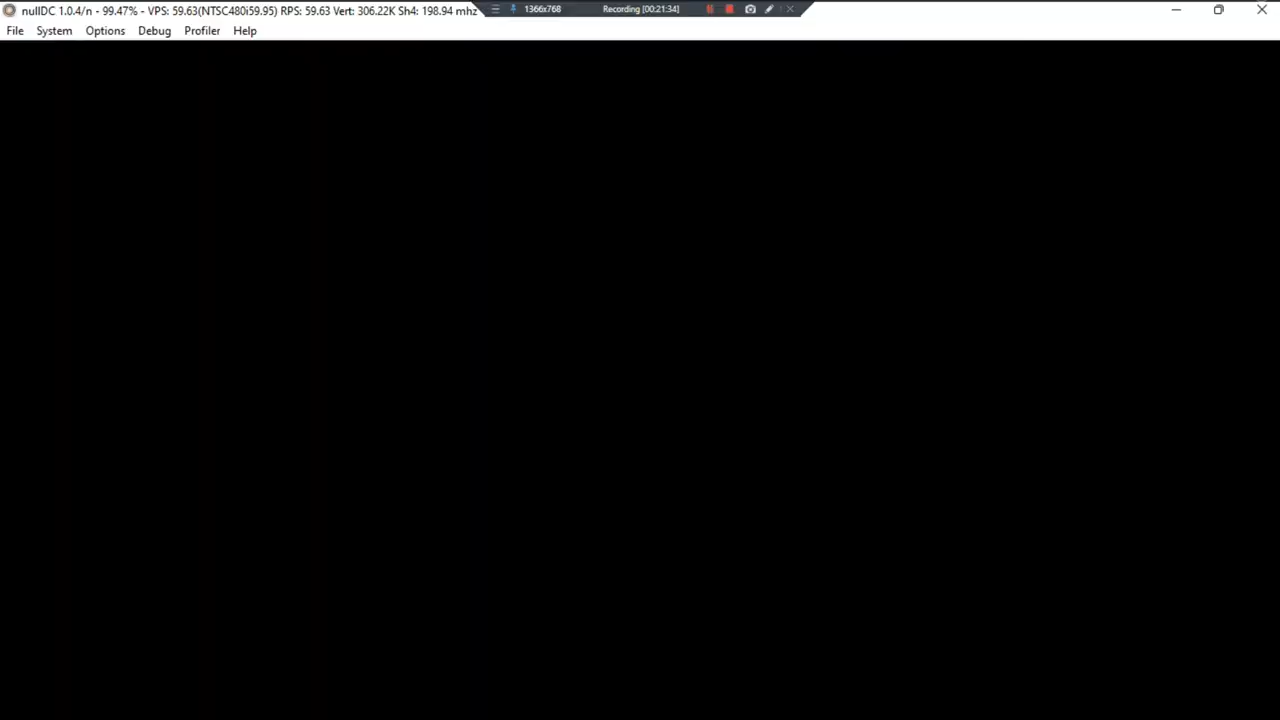 nullDC 1.0.4/n - 99.47% - VPS: 59.63(NTSC480i59.95) RPS: 59.63 Vert: 306.22K Sh4: 198.94 mhz
1366x768 Recording [00:21:34]
File System Options Debug Profiler Help